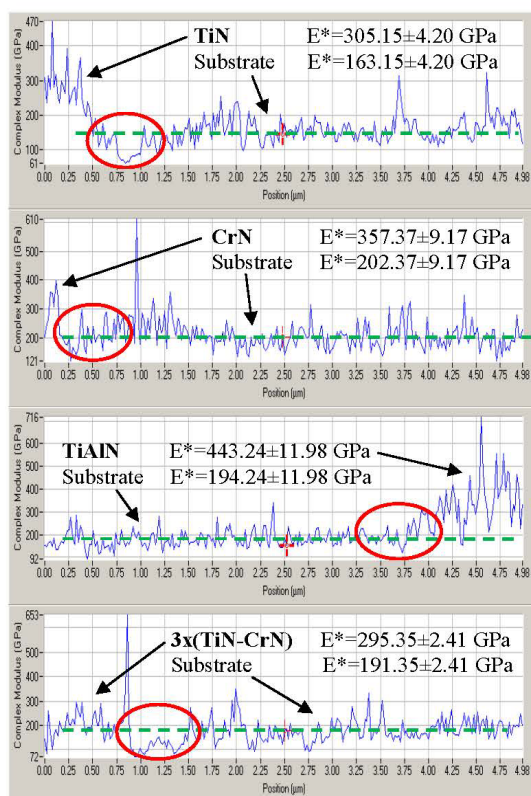 TiN E*=305.15±4.20 GPa
Substrate E*=163.15±4.20 GPa
Complex Modulus (GPa)
470
400
300
200
100
61
0.00 0.25 0.50 0.75 1.00 1.25 1.50 1.75 2.00 2.25 2.50 2.75 3.00 3.25 3.50 3.75 4.00 4.25 4.50 4.75 4.98
Position (µm)
CrN E*=357.37±9.17 GPa
Substrate E*=202.37±9.17 GPa
Complex Modulus (GPa)
610
500
400
300
200
121
0.00 0.25 0.50 0.75 1.00 1.25 1.50 1.75 2.00 2.25 2.50 2.75 3.00 3.25 3.50 3.75 4.00 4.25 4.50 4.75 4.98
Position (µm)
TiAlN E*=443.24±11.98 GPa
Substrate E*=194.24±11.98 GPa
Complex Modulus (GPa)
716
600
500
400
300
200
92
0.00 0.25 0.50 0.75 1.00 1.25 1.50 1.75 2.00 2.25 2.50 2.75 3.00 3.25 3.50 3.75 4.00 4.25 4.50 4.75 4.98
Position (µm)
3x(TiN-CrN) E*=295.35±2.41 GPa
Substrate E*=191.35±2.41 GPa
Complex Modulus (GPa)
653
500
400
300
200
72
0.00 0.25 0.50 0.75 1.00 1.25 1.50 1.75 2.00 2.25 2.50 2.75 3.00 3.25 3.50 3.75 4.00 4.25 4.50 4.75 4.98
Position (µm)